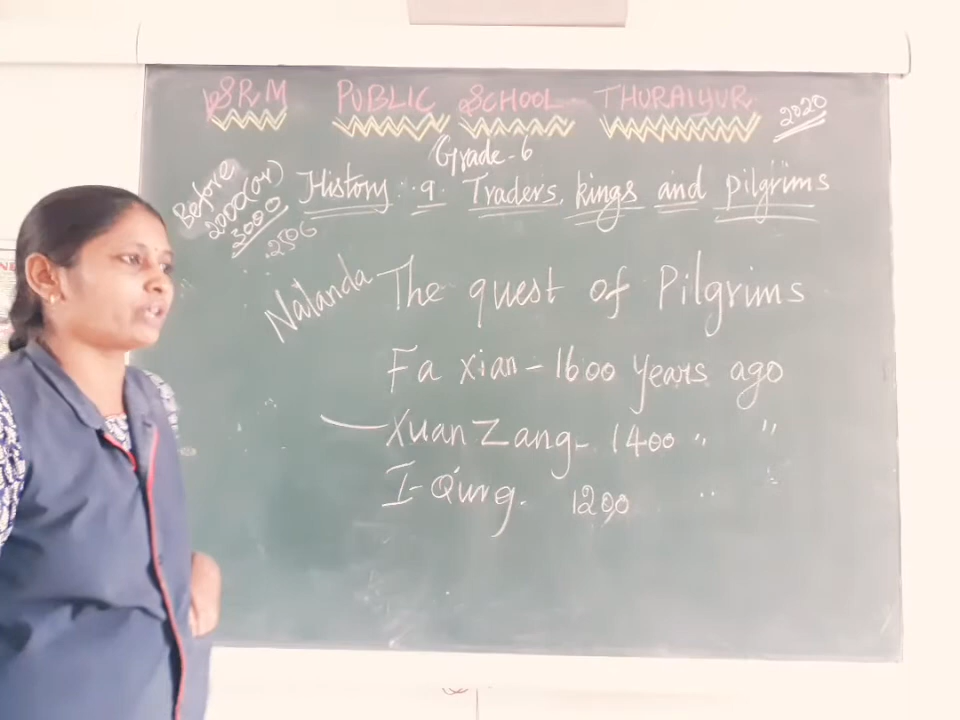 SRM PUBLIC SCHOOL THURAIYUR
2020
Grade-6
Before
2000 (or)
3000
2506
History : 9. Traders, kings and pilgrims
Nalanda
The quest of Pilgrims
Fa xian - 1600 years ago
Xuan Zang - 1400 " "
I-Qing. 1200 "